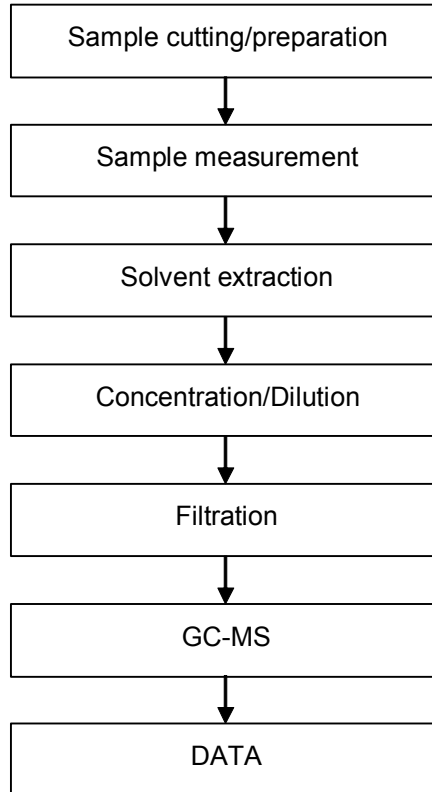 Sample cutting/preparation
Sample measurement
Solvent extraction
Concentration/Dilution
Filtration
GC-MS
DATA